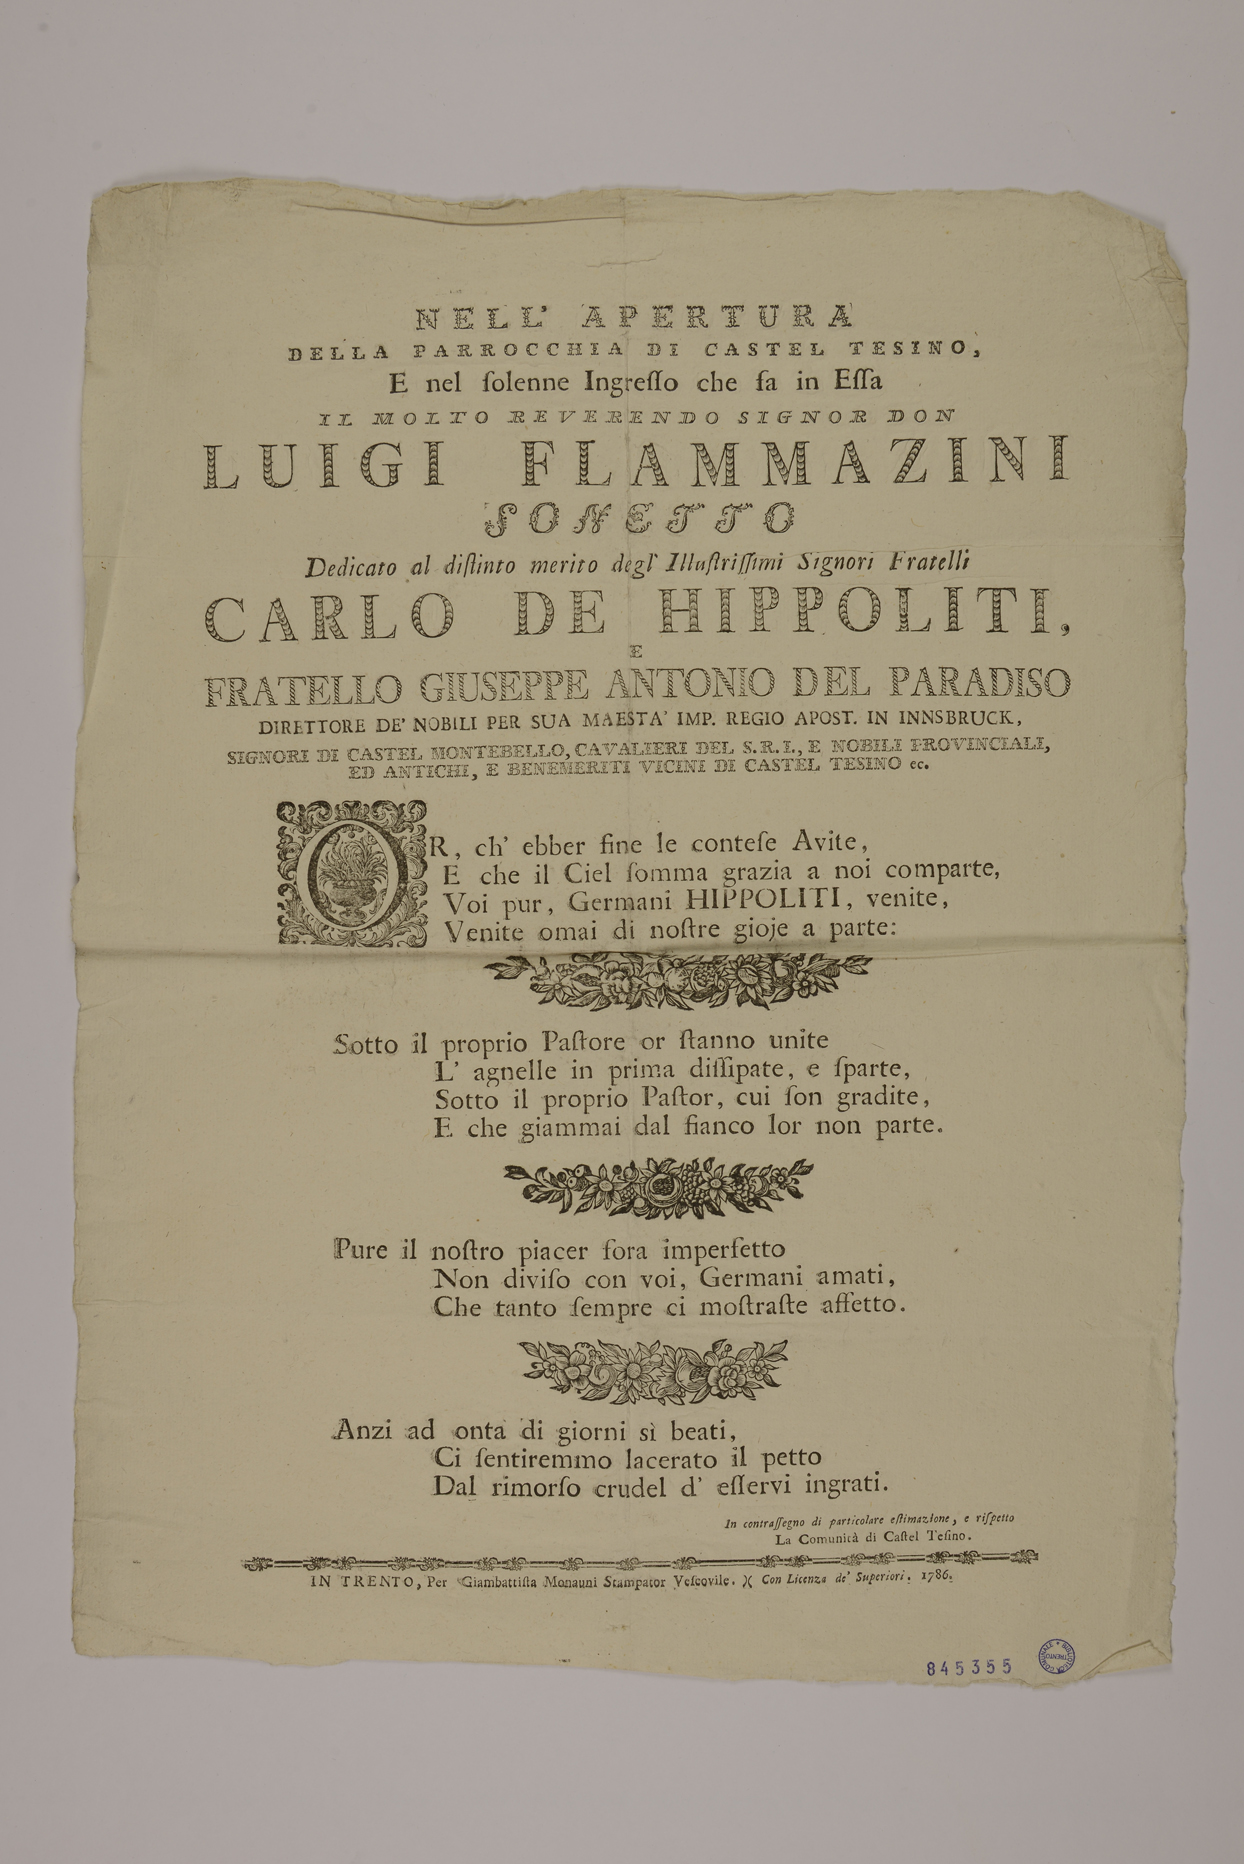 NELL' APERTURA
DELLA PARROCCHIA DI CASTEL TESINO,
E nel ſolenne Ingreſſo che fa in Eſſa
IL MOLTO REVERENDO SIGNOR DON
LUIGI FLAMMAZINI
SONETTO
Dedicato al diſtinto merito degl' Illuſtriſſimi Signori Fratelli
CARLO DE HIPPOLITI,
E
FRATELLO GIUSEPPE ANTONIO DEL PARADISO
DIRETTORE DE' NOBILI PER SUA MAESTA' IMP. REGIO APOST. IN INNSBRUCK,
SIGNORI DI CASTEL MONTEBELLO, CAVALIERI DEL S.R.I., E NOBILI PROVINCIALI,
ED ANTICHI, E BENEMERITI VICINI DI CASTEL TESINO ec.
OR, ch' ebber fine le conteſe Avite,
E che il Ciel ſomma grazia a noi comparte,
Voi pur, Germani HIPPOLITI, venite,
Venite omai di noſtre gioje a parte:
Sotto il proprio Paſtore or ſtanno unite
L' agnelle in prima diſſipate, e ſparte,
Sotto il proprio Paſtor, cui ſon gradite,
E che giammai dal fianco lor non parte.
Pure il noſtro piacer fora imperfetto
Non diviſo con voi, Germani amati,
Che tanto ſempre ci moſtraſte affetto.
Anzi ad onta di giorni sì beati,
Ci ſentiremmo lacerato il petto
Dal rimorſo crudel d' eſſervi ingrati.
In contraſſegno di particolare eſtimazione, e riſpetto
La Comunità di Caſtel Teſino.
IN TRENTO, Per Giambattiſta Monauni Stampator Veſcovile. )( Con Licenza de' Superiori. 1786.
845355
BIBLIOTECA COMUNALE
TRENTO